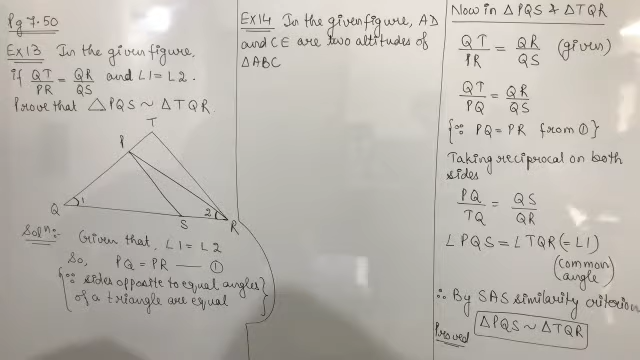 Pg 7.50
Ex 13 In the given figure,
if QT/PR = QR/QS and ∠1 = ∠2.
Prove that △PQS ~ △TQR
T
P
Q
1
S
2
R
Solⁿ:- Given that, ∠1 = ∠2
So, PQ = PR — ①
{∵ sides opposite to equal angles
of a triangle are equal}
Ex 14 In the given figure, AD
and CE are two altitudes of
△ABC
Now in △PQS & △TQR
QT/PR = QR/QS (given)
QT/PQ = QR/QS
{∵ PQ = PR from ①}
Taking reciprocal on both
sides
PQ/TQ = QS/QR
∠PQS = ∠TQR (= ∠1)
(common
angle)
∴ By SAS similarity criterion
△PQS ~ △TQR
Proved